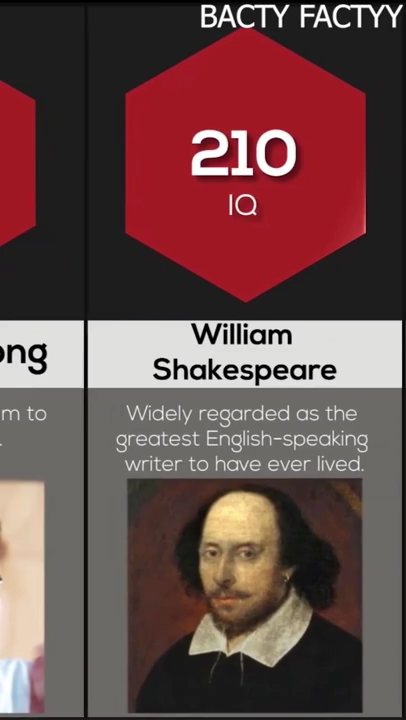 BACTY FACTYY
210
IQ
ong
William
Shakespeare
m to
.
Widely regarded as the
greatest English-speaking
writer to have ever lived.